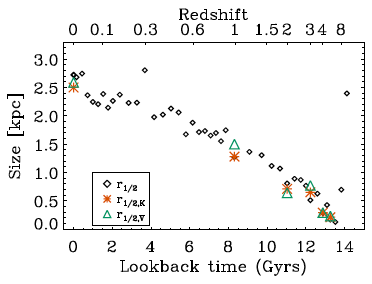 Redshift
0 0.1 0.3 0.6 1 1.5 2 3 4 8
Size [kpc]
3.0
2.5
2.0
1.5
1.0
0.5
0.0
r1/2
r1/2,K
r1/2,V
0 2 4 6 8 10 12 14
Lookback time (Gyrs)